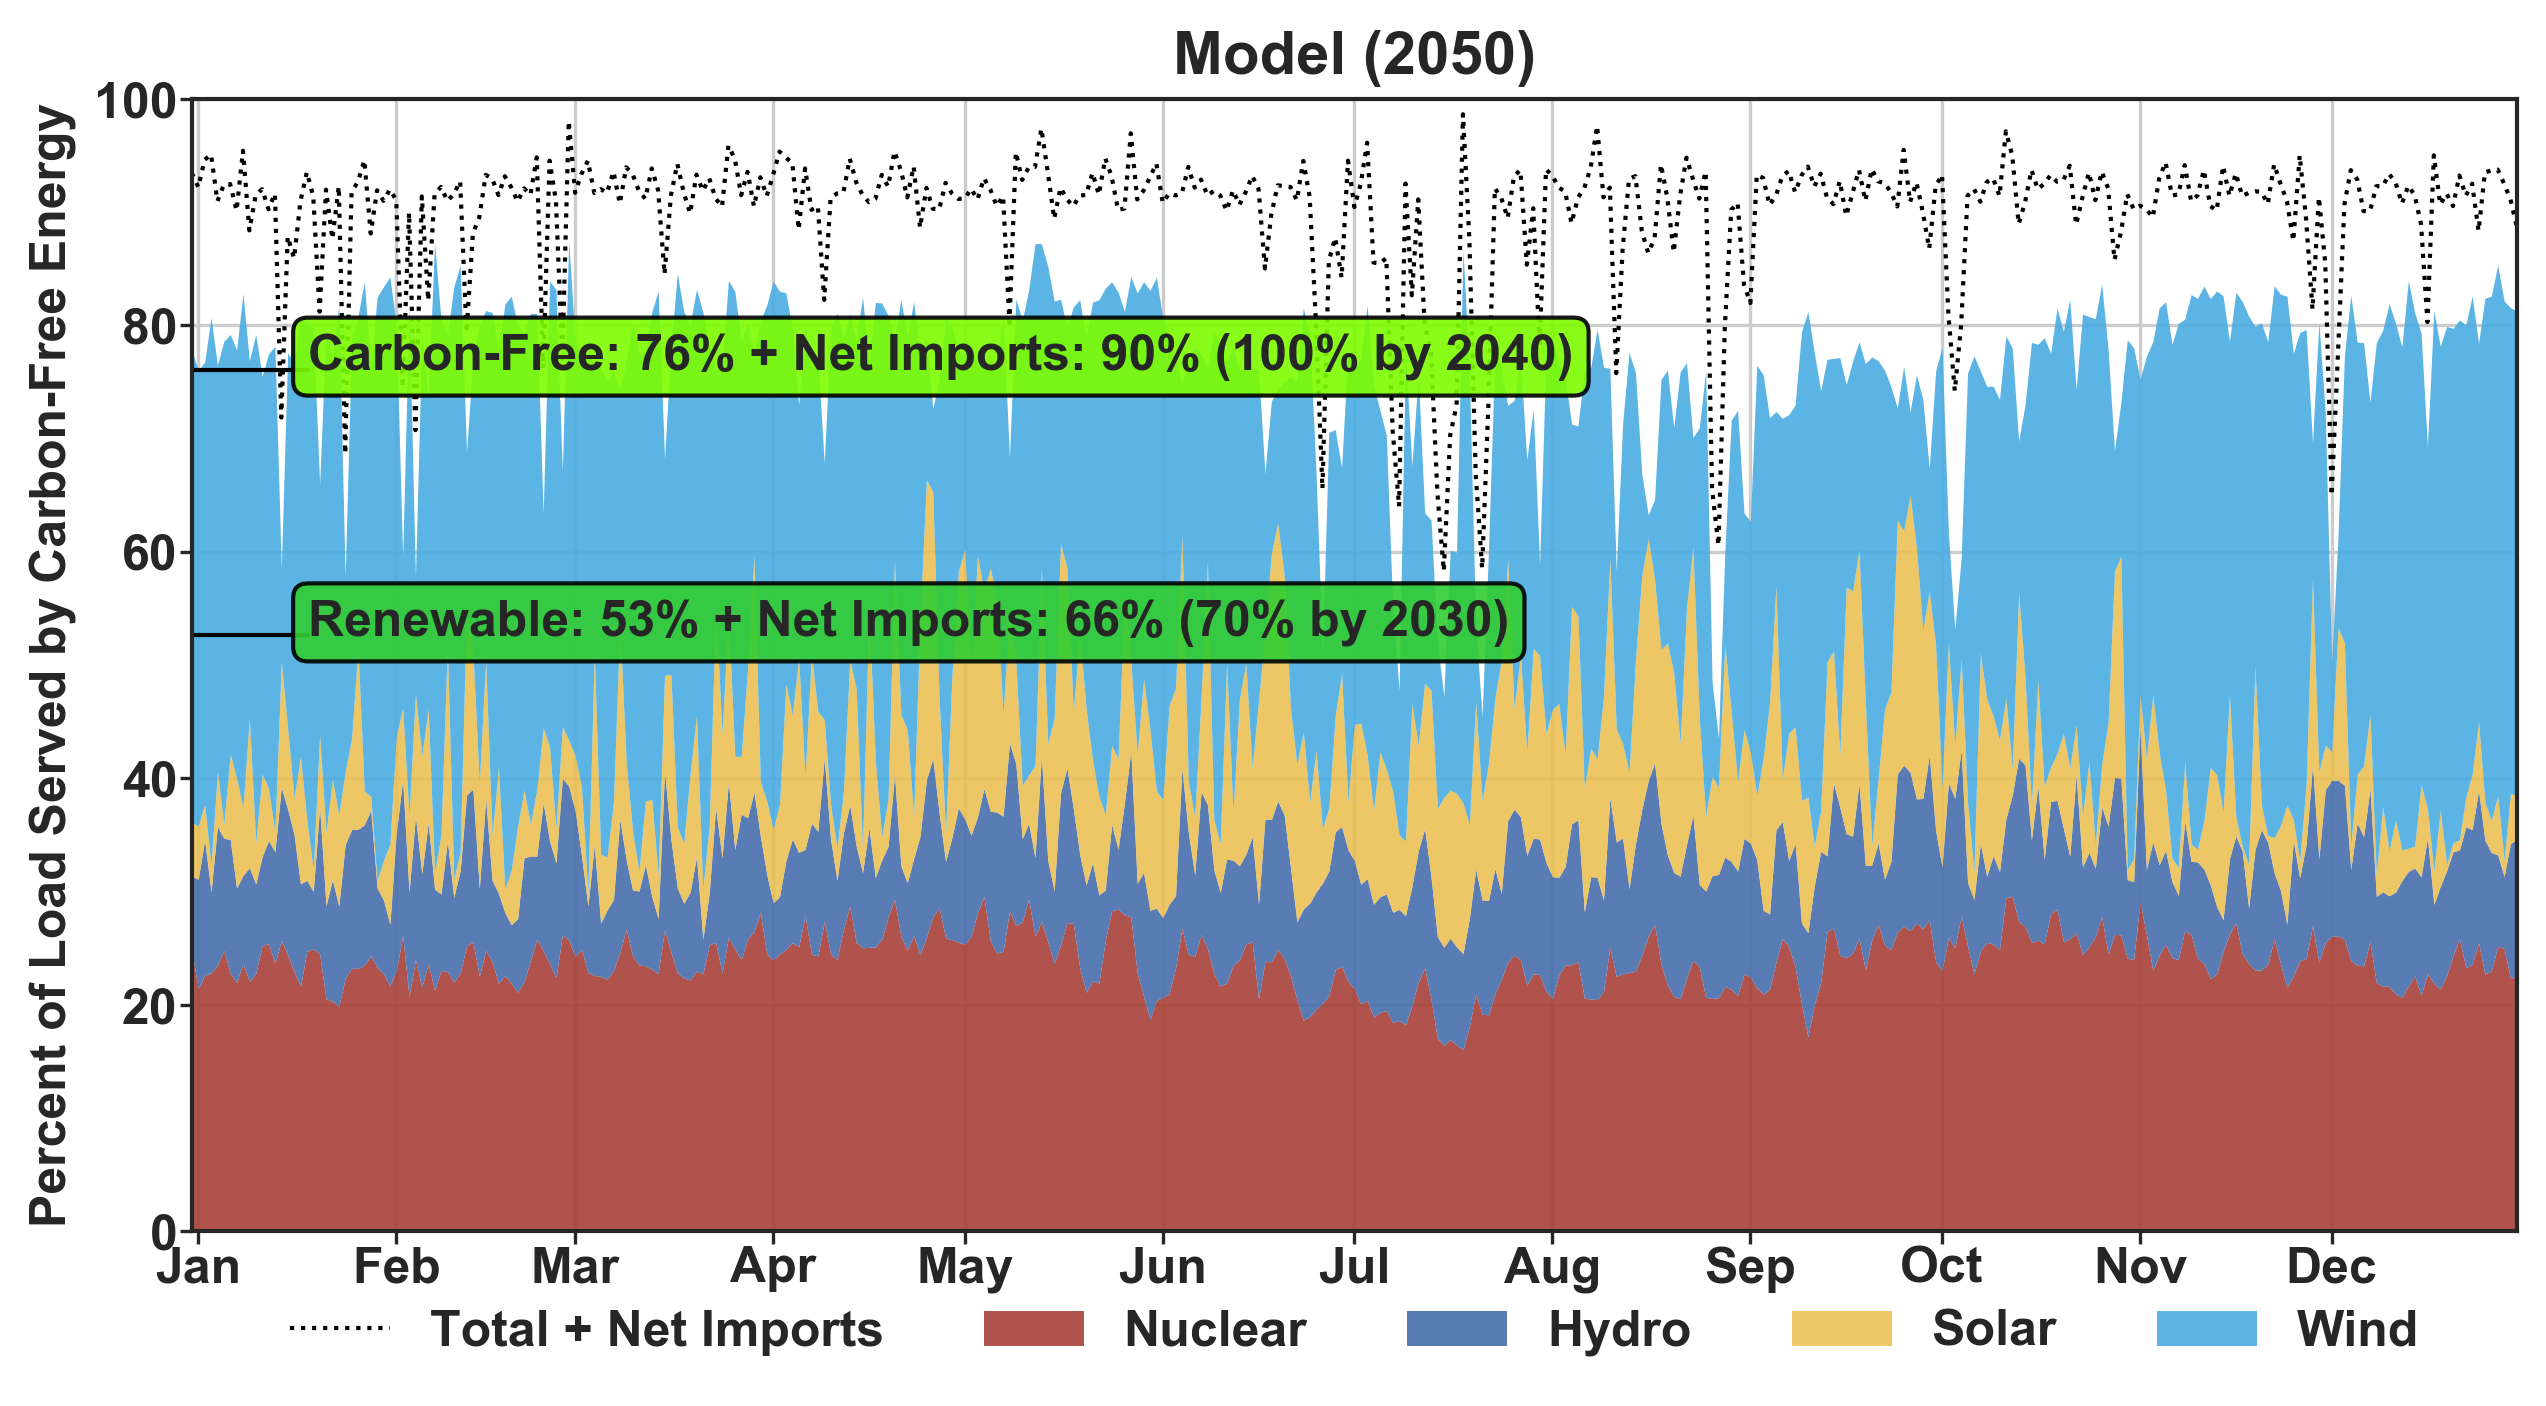 Model (2050)
Percent of Load Served by Carbon-Free Energy
100
80
60
40
20
0
Carbon-Free: 76% + Net Imports: 90% (100% by 2040)
Renewable: 53% + Net Imports: 66% (70% by 2030)
Jan Feb Mar Apr May Jun Jul Aug Sep Oct Nov Dec
Total + Net Imports Nuclear Hydro Solar Wind